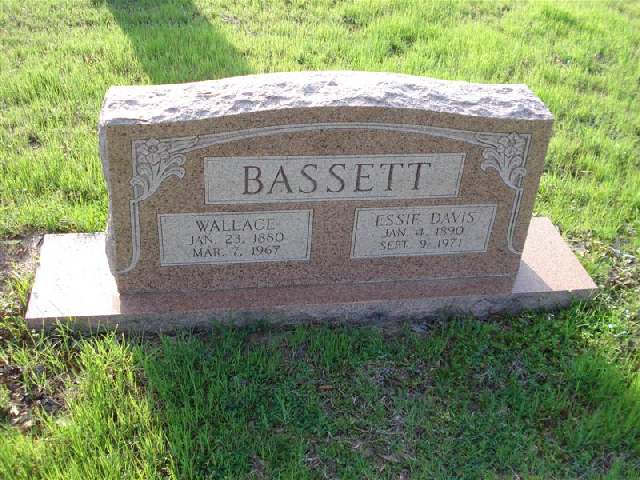 BASSETT
WALLACE
JAN. 23, 1880
MAR. 7, 1967
ESSIE DAVIS
JAN. 4, 1890
SEPT. 9, 1971